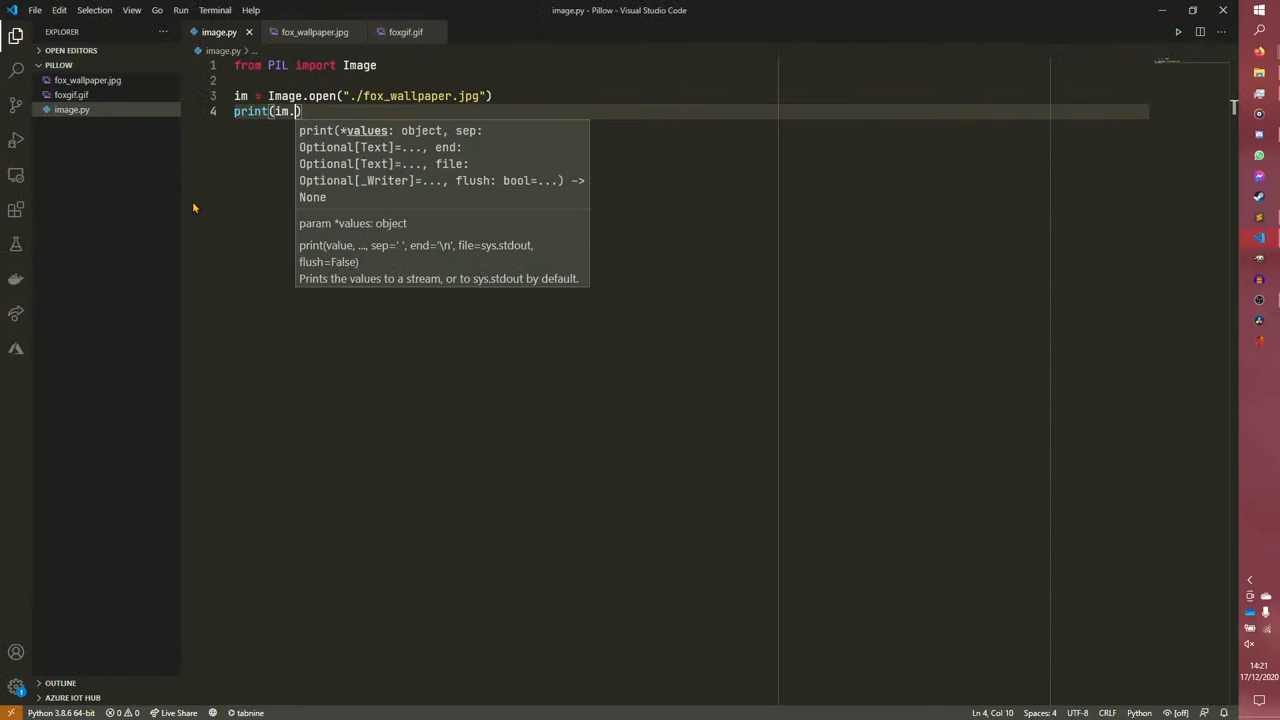 File Edit Selection View Go Run Terminal Help
image.py - Pillow - Visual Studio Code
EXPLORER
image.py
fox_wallpaper.jpg
foxgif.gif
OPEN EDITORS
PILLOW
fox_wallpaper.jpg
foxgif.gif
image.py
OUTLINE
AZURE IOT HUB
image.py > ...
1 from PIL import Image
2
3 im = Image.open("./fox_wallpaper.jpg")
4 print(im.)
print(*values: object, sep:
Optional[Text]=..., end:
Optional[Text]=..., file:
Optional[_Writer]=..., flush: bool=...) ->
None
param *values: object
print(value, ..., sep=' ', end='\n', file=sys.stdout,
flush=False)
Prints the values to a stream, or to sys.stdout by default.
1
Python 3.8.6 64-bit 0 0 Live Share tabnine
Ln 4, Col 10 Spaces: 4 UTF-8 CRLF Python [off]
14:21
17/12/2020